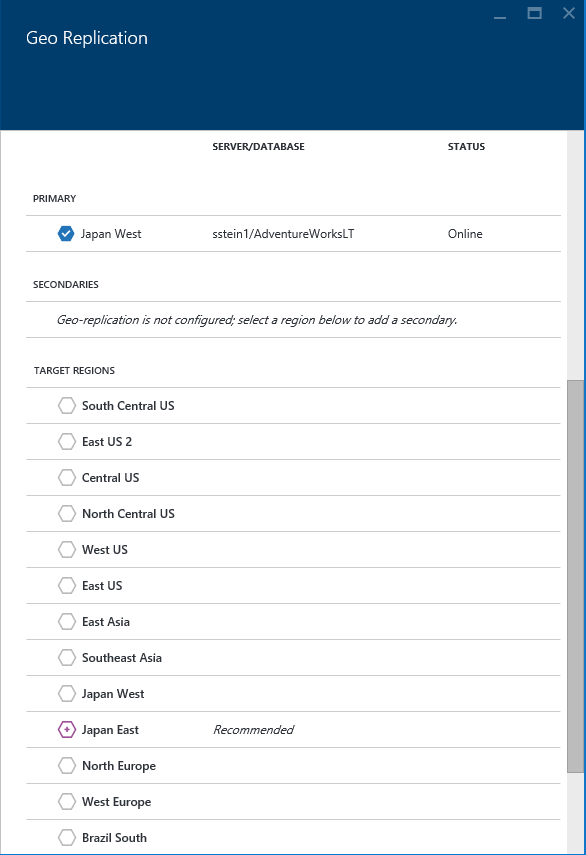 Geo Replication
SERVER/DATABASE STATUS
PRIMARY
Japan West sstein1/AdventureWorksLT Online
SECONDARIES
Geo-replication is not configured; select a region below to add a secondary.
TARGET REGIONS
South Central US
East US 2
Central US
North Central US
West US
East US
East Asia
Southeast Asia
Japan West
Japan East Recommended
North Europe
West Europe
Brazil South